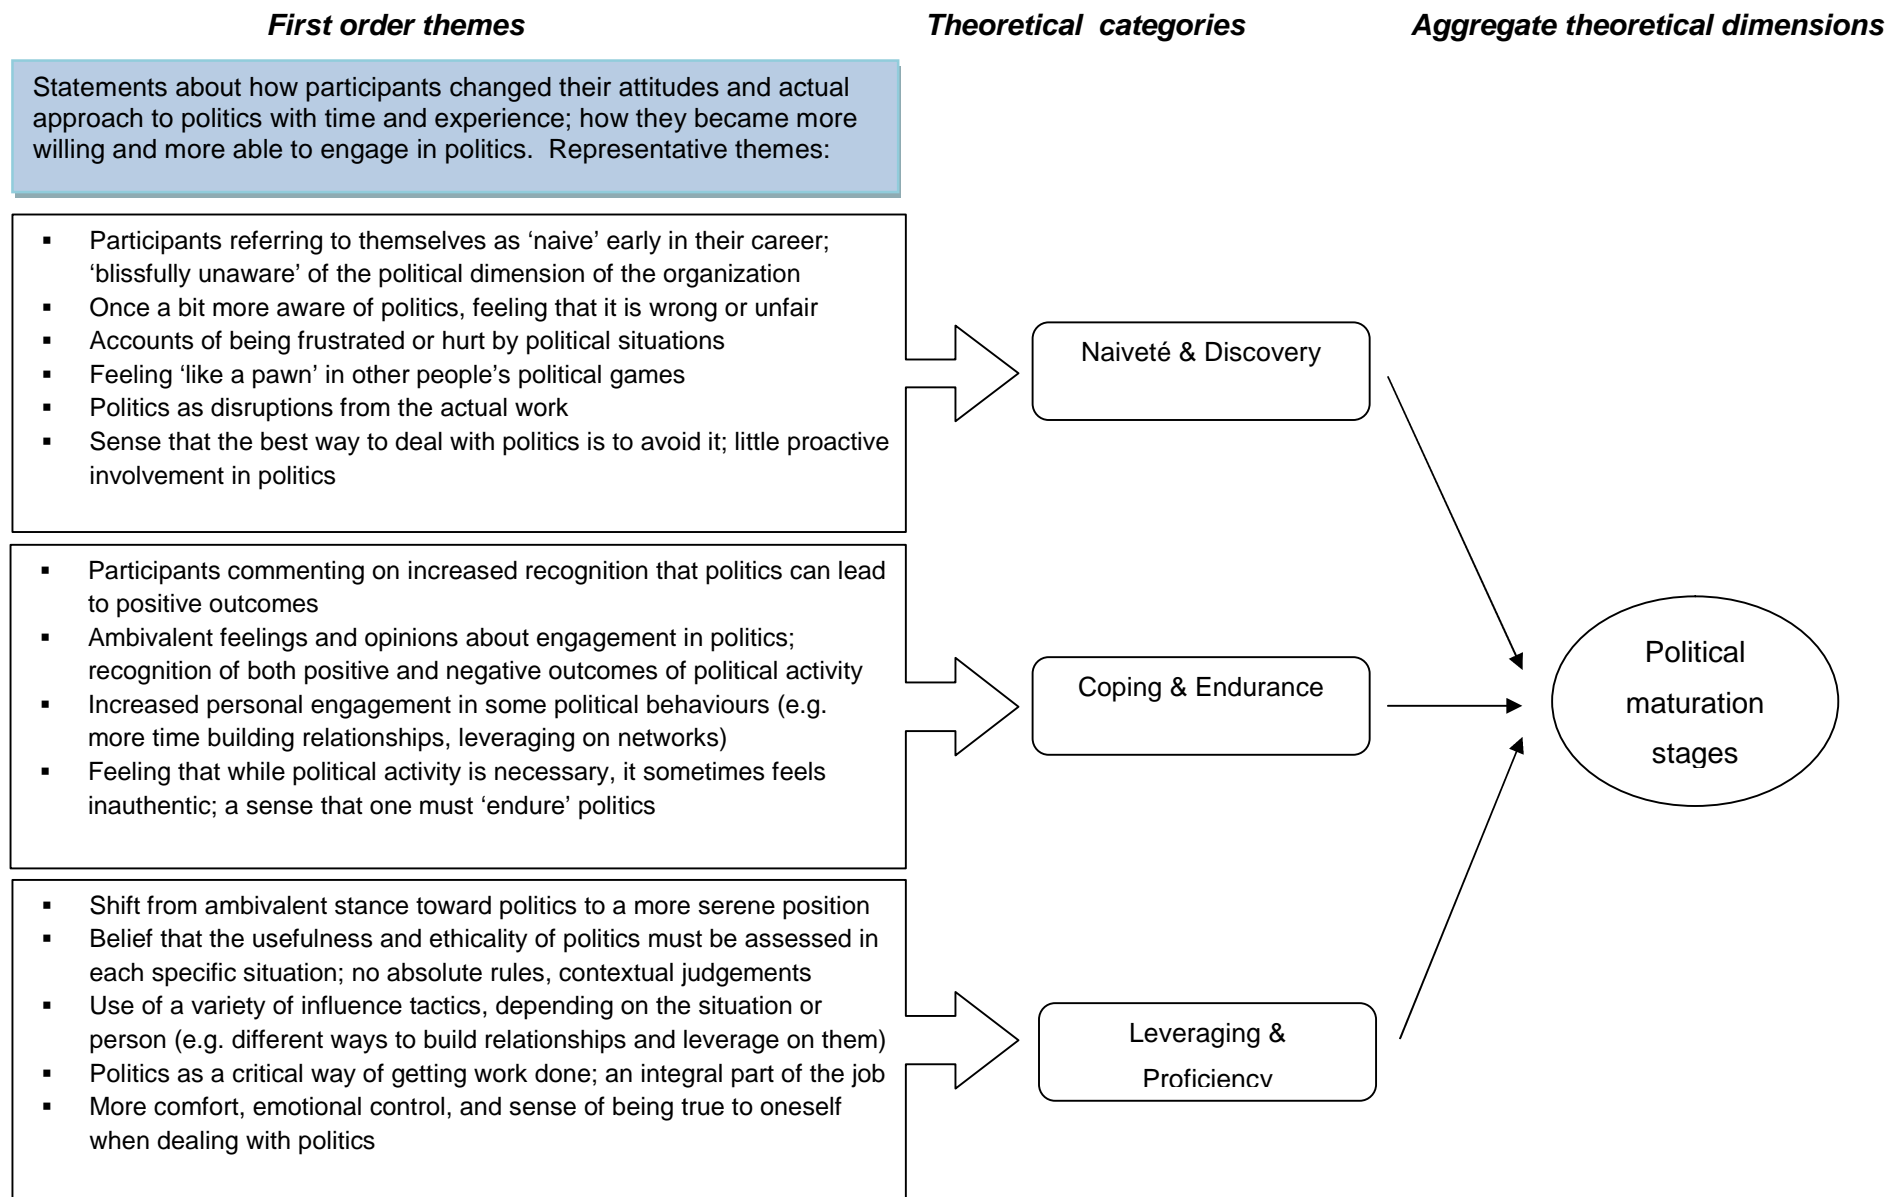 First order themes
Theoretical categories
Aggregate theoretical dimensions
Statements about how participants changed their attitudes and actual
approach to politics with time and experience; how they became more
willing and more able to engage in politics. Representative themes:
▪ Participants referring to themselves as ‘naive’ early in their career;
‘blissfully unaware’ of the political dimension of the organization
▪ Once a bit more aware of politics, feeling that it is wrong or unfair
▪ Accounts of being frustrated or hurt by political situations
▪ Feeling ‘like a pawn’ in other people’s political games
▪ Politics as disruptions from the actual work
▪ Sense that the best way to deal with politics is to avoid it; little proactive
involvement in politics
Naiveté & Discovery
▪ Participants commenting on increased recognition that politics can lead
to positive outcomes
▪ Ambivalent feelings and opinions about engagement in politics;
recognition of both positive and negative outcomes of political activity
▪ Increased personal engagement in some political behaviours (e.g.
more time building relationships, leveraging on networks)
▪ Feeling that while political activity is necessary, it sometimes feels
inauthentic; a sense that one must ‘endure’ politics
Coping & Endurance
▪ Shift from ambivalent stance toward politics to a more serene position
▪ Belief that the usefulness and ethicality of politics must be assessed in
each specific situation; no absolute rules, contextual judgements
▪ Use of a variety of influence tactics, depending on the situation or
person (e.g. different ways to build relationships and leverage on them)
▪ Politics as a critical way of getting work done; an integral part of the job
▪ More comfort, emotional control, and sense of being true to oneself
when dealing with politics
Leveraging &
Proficiency
Political
maturation
stages